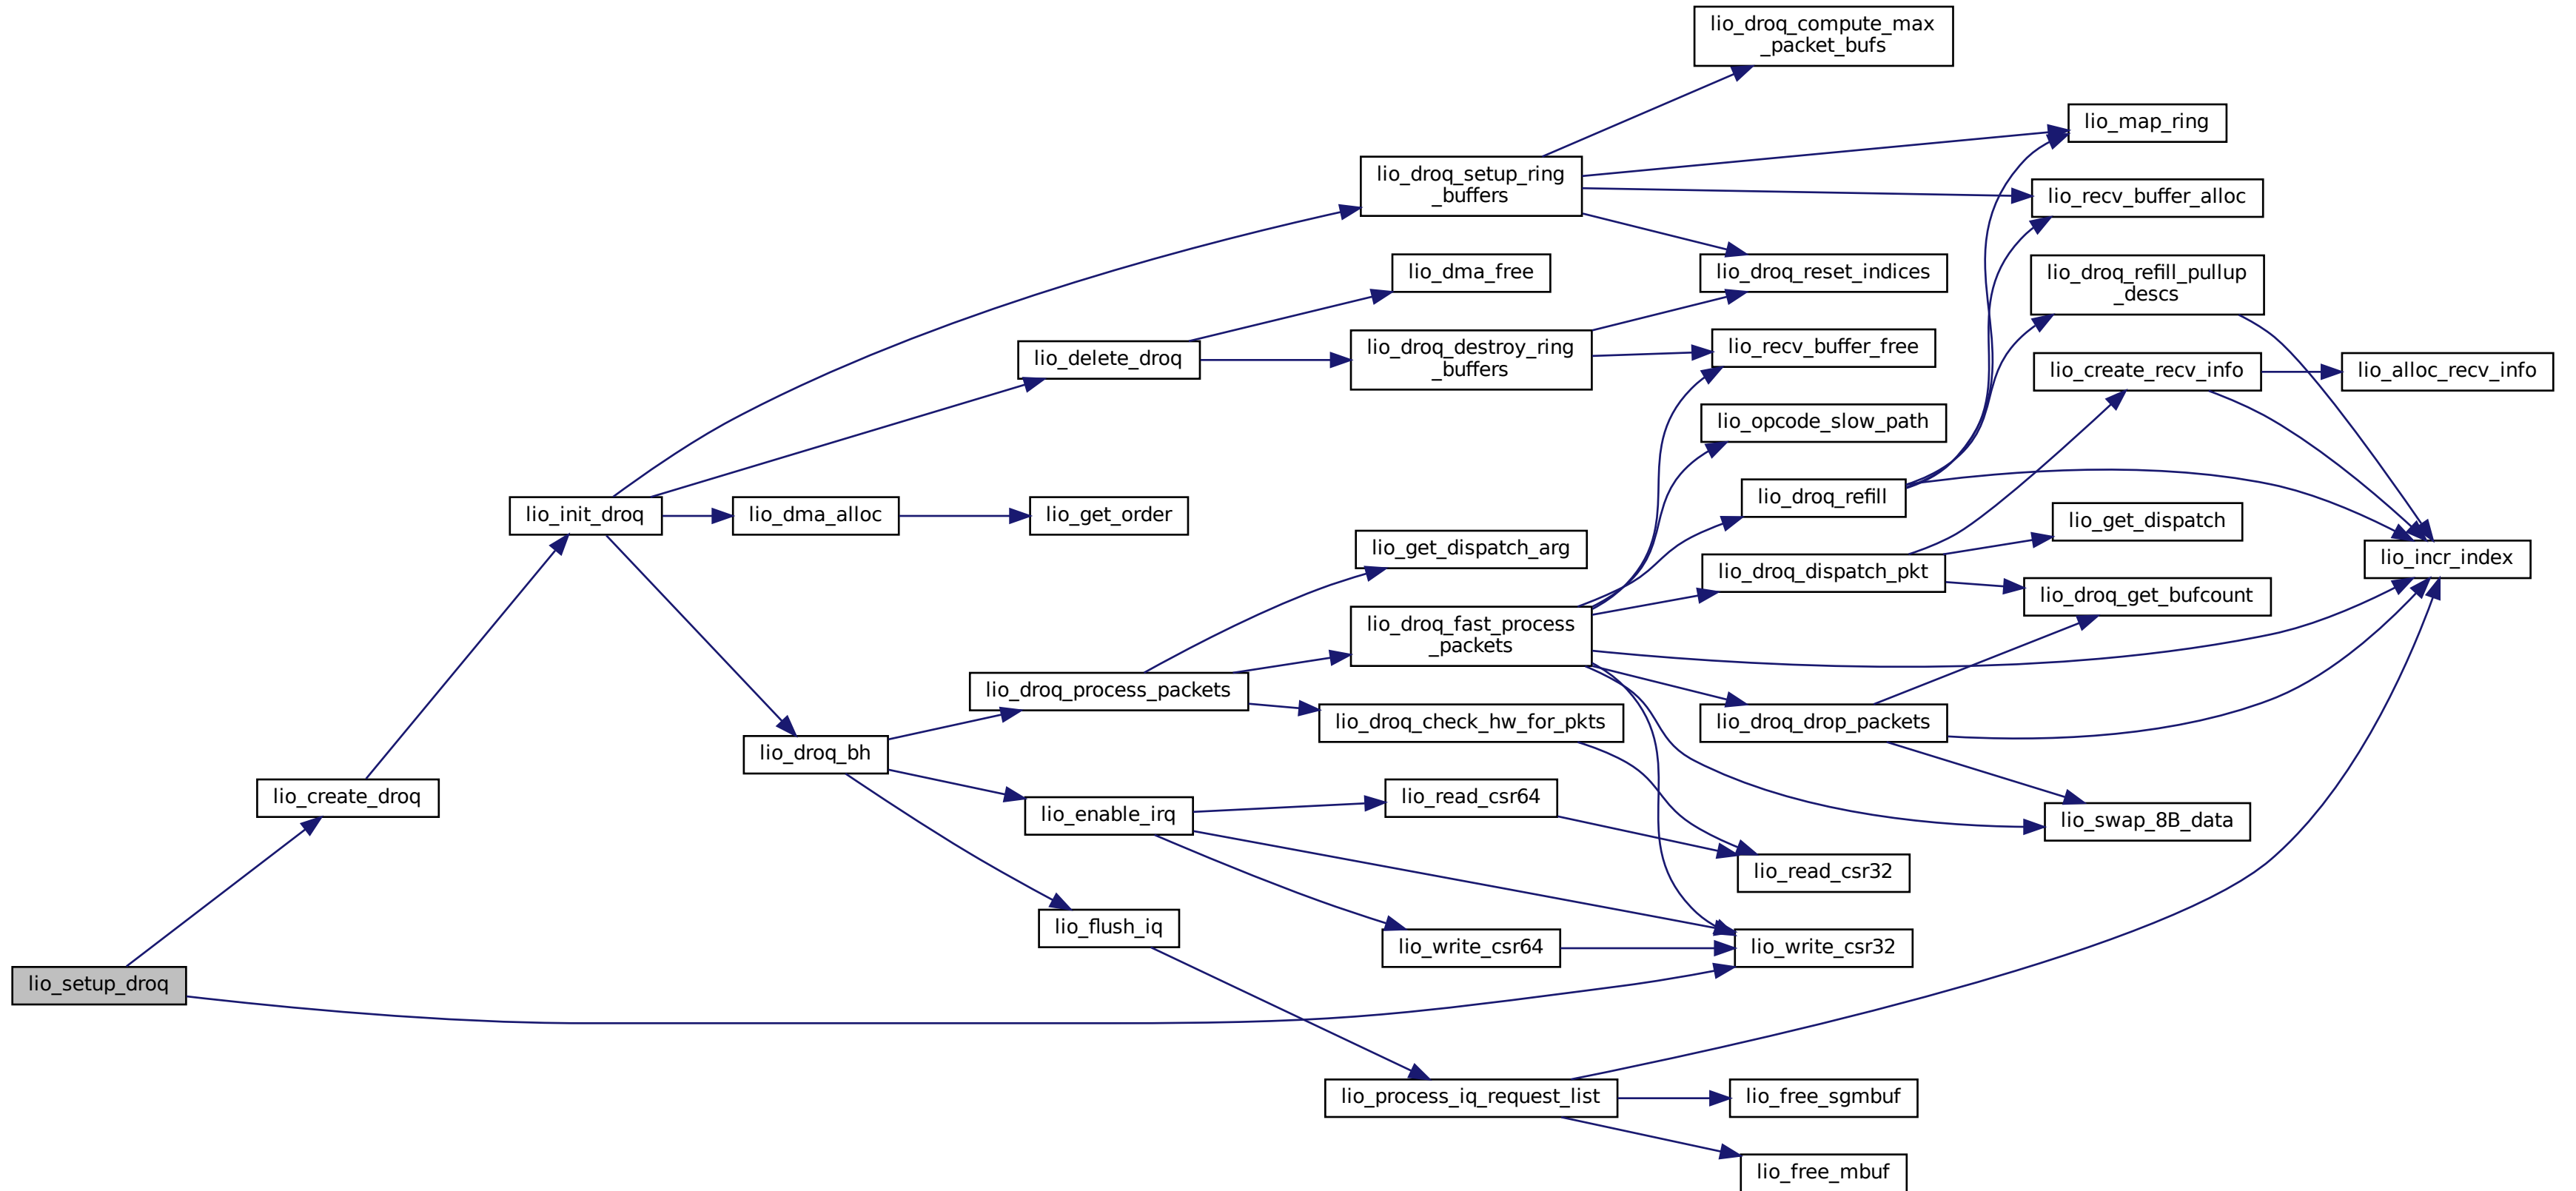 lio_droq_compute_max
_packet_bufs
lio_map_ring
lio_droq_setup_ring
_buffers
lio_recv_buffer_alloc
lio_dma_free
lio_droq_reset_indices
lio_droq_refill_pullup
_descs
lio_delete_droq
lio_droq_destroy_ring
_buffers
lio_recv_buffer_free
lio_create_recv_info
lio_alloc_recv_info
lio_opcode_slow_path
lio_init_droq
lio_dma_alloc
lio_get_order
lio_droq_refill
lio_get_dispatch
lio_get_dispatch_arg
lio_incr_index
lio_droq_dispatch_pkt
lio_droq_get_bufcount
lio_droq_fast_process
_packets
lio_droq_process_packets
lio_droq_check_hw_for_pkts
lio_droq_drop_packets
lio_droq_bh
lio_create_droq
lio_enable_irq
lio_read_csr64
lio_swap_8B_data
lio_read_csr32
lio_flush_iq
lio_write_csr64
lio_write_csr32
lio_setup_droq
lio_process_iq_request_list
lio_free_sgmbuf
lio_free_mbuf